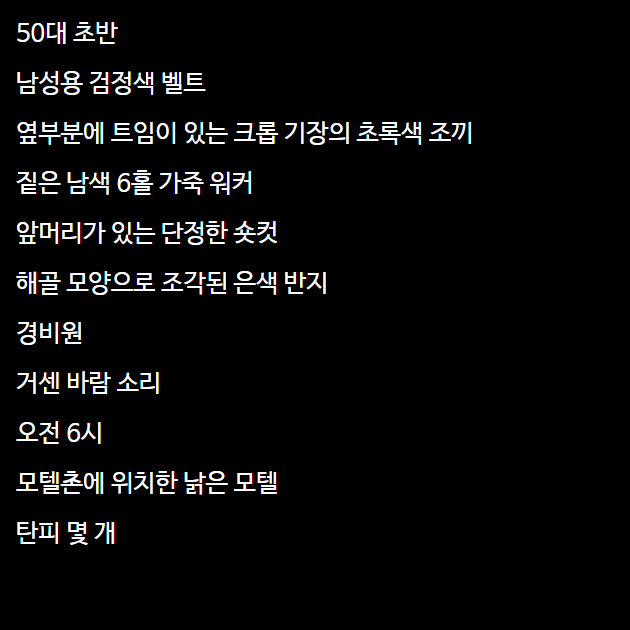 50대 초반
남성용 검정색 벨트
옆부분에 트임이 있는 크롭 기장의 초록색 조끼
짙은 남색 6홀 가죽 워커
앞머리가 있는 단정한 숏컷
해골 모양으로 조각된 은색 반지
경비원
거센 바람 소리
오전 6시
모텔촌에 위치한 낡은 모텔
탄피 몇 개